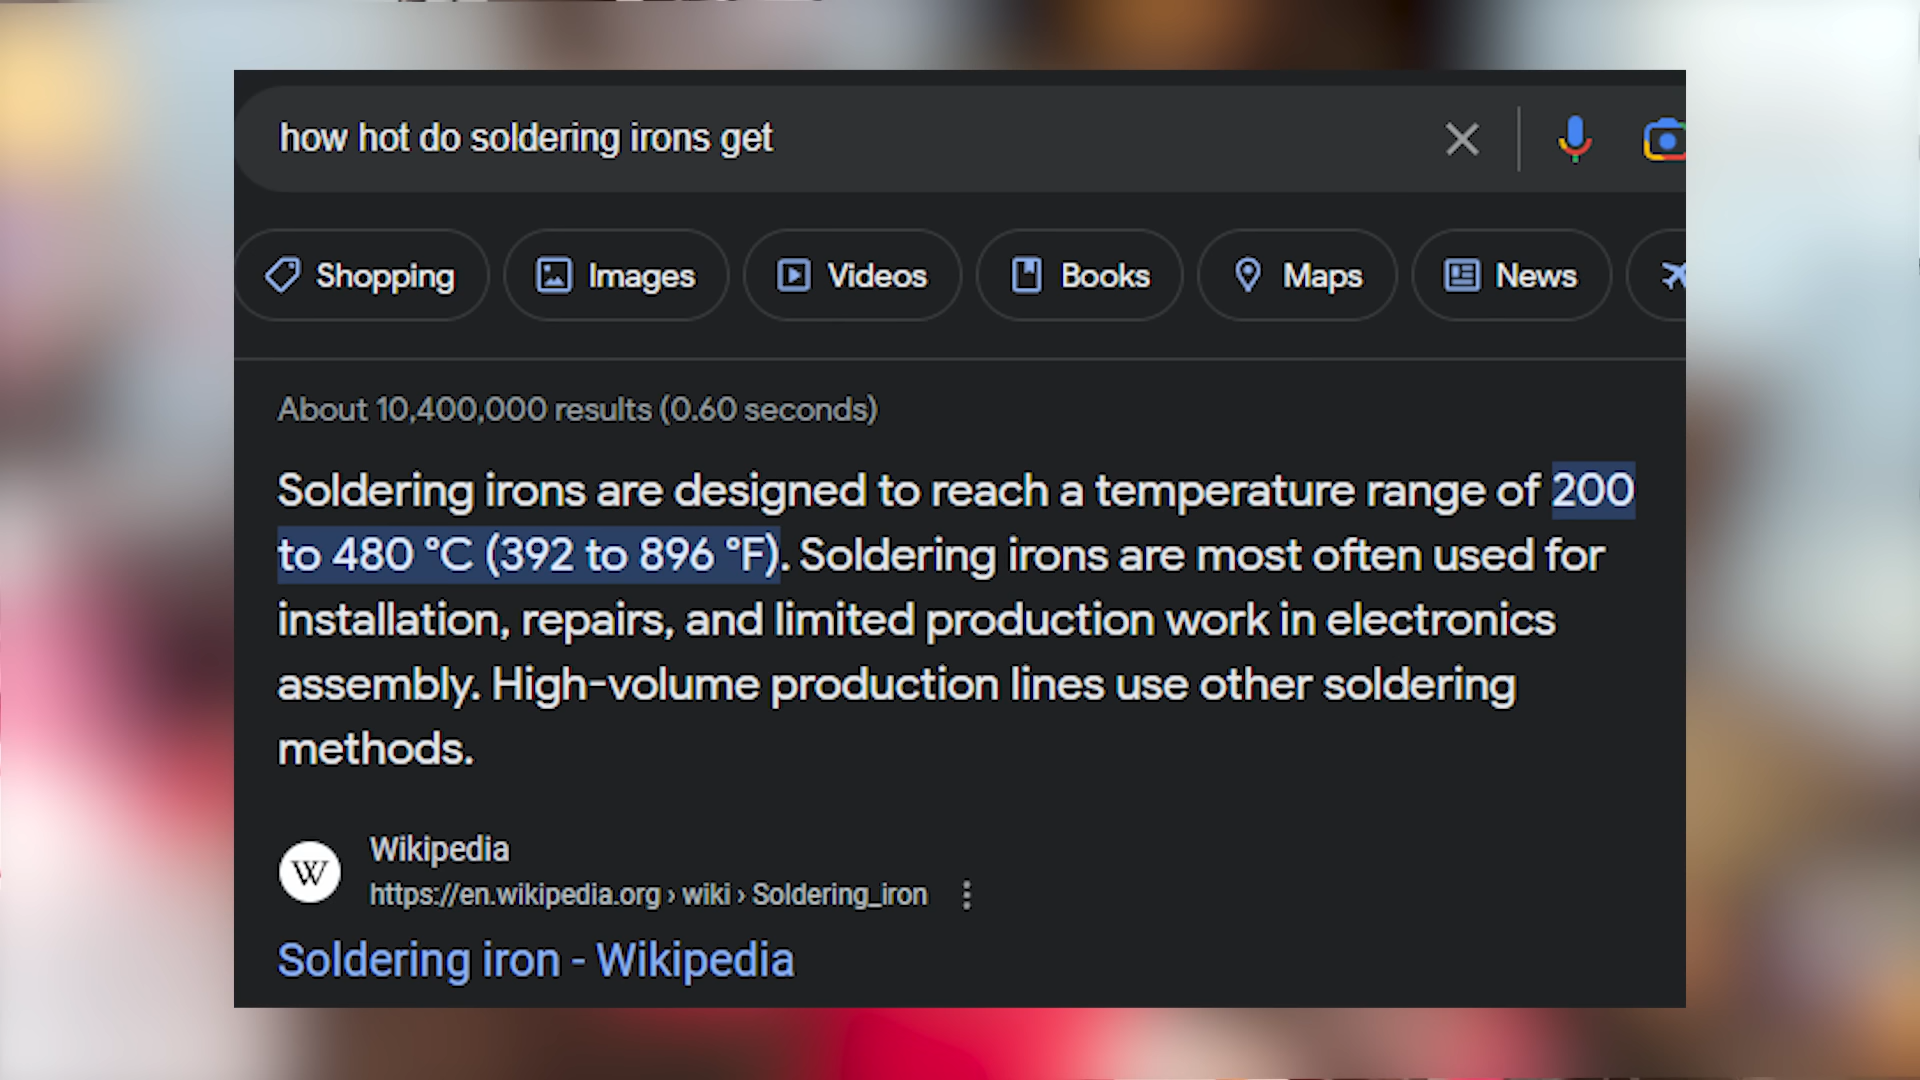 how hot do soldering irons get
Shopping Images Videos Books Maps News
About 10,400,000 results (0.60 seconds)
Soldering irons are designed to reach a temperature range of 200
to 480 °C (392 to 896 °F). Soldering irons are most often used for
installation, repairs, and limited production work in electronics
assembly. High-volume production lines use other soldering
methods.
W
Wikipedia
https://en.wikipedia.org › wiki › Soldering_iron
Soldering iron - Wikipedia